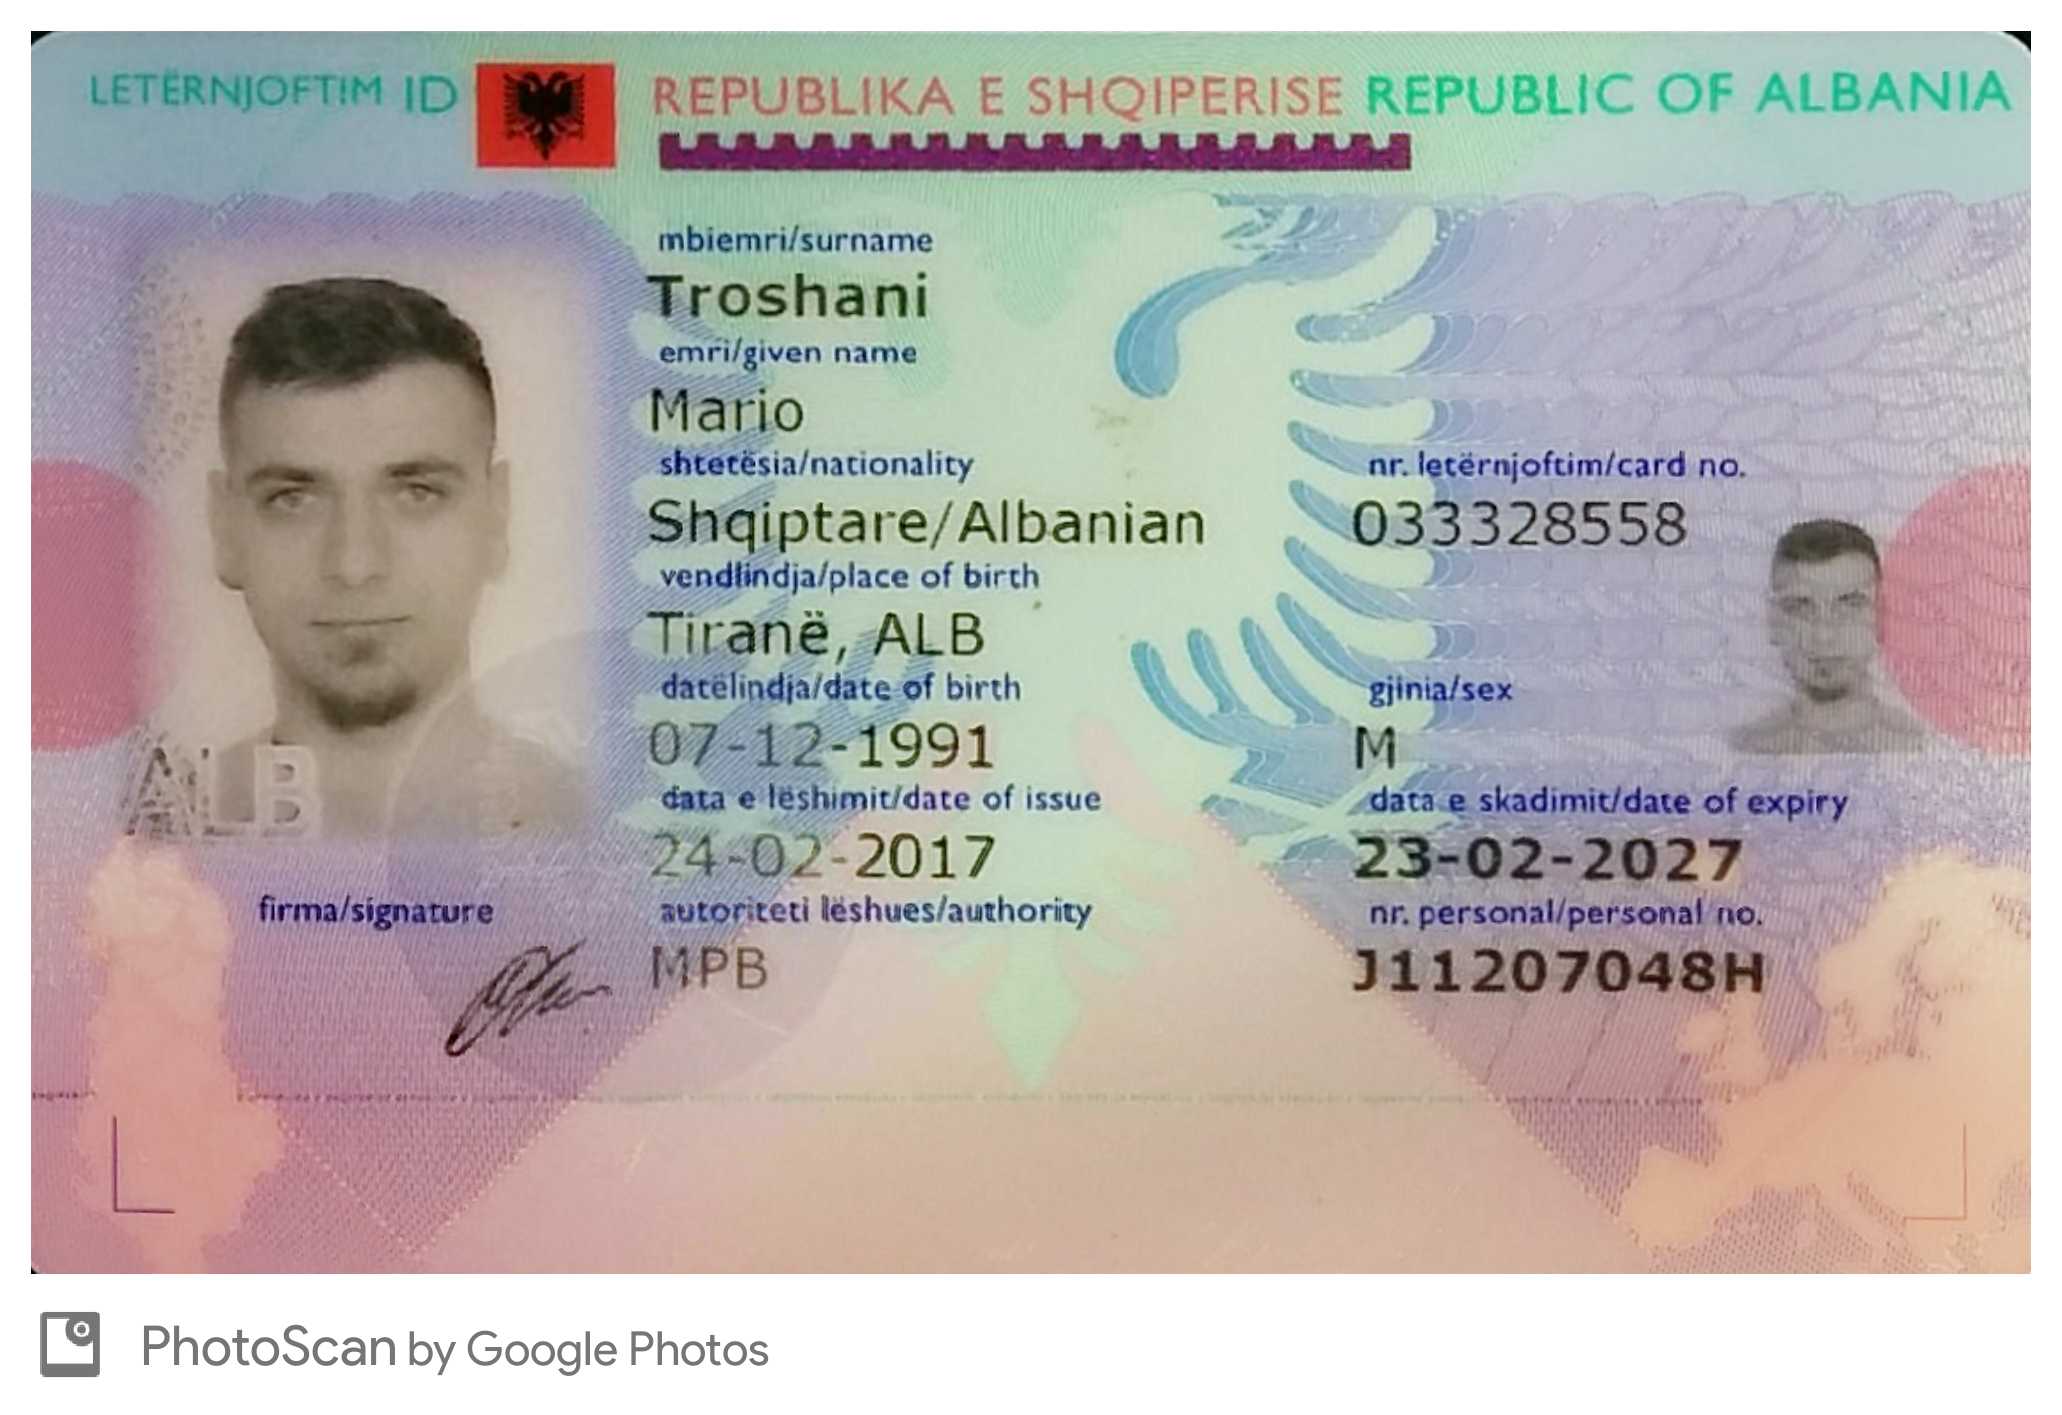 LETËRNJOFTIM ID REPUBLIKA E SHQIPERISE REPUBLIC OF ALBANIA
mbiemri/surname
Troshani
emri/given name
Mario
shtetësia/nationality nr. letërnjoftim/card no.
Shqiptare/Albanian 033328558
vendlindja/place of birth
Tiranë, ALB
datëlindja/date of birth gjinia/sex
07-12-1991 M
ALB
data e lëshimit/date of issue data e skadimit/date of expiry
24-02-2017 23-02-2027
firma/signature autoriteti lëshues/authority nr. personal/personal no.
MPB J11207048H
PhotoScan by Google Photos